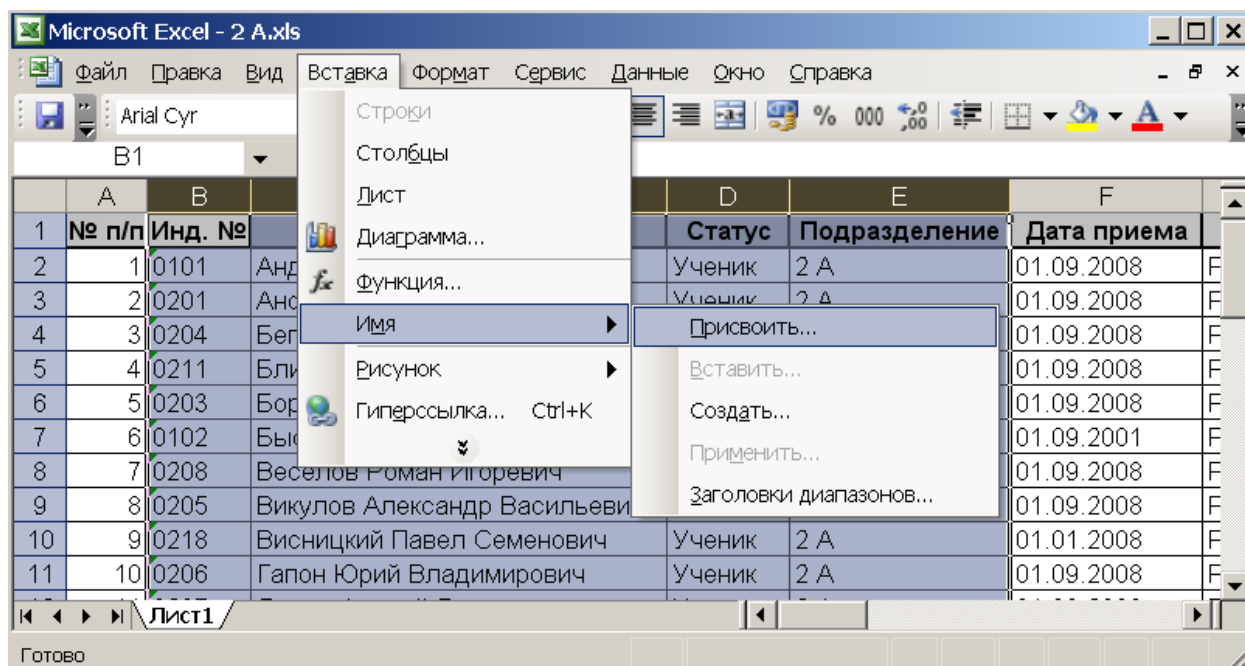 Microsoft Excel - 2 A.xls
Файл Правка Вид Вставка Формат Сервис Данные Окно Справка
Arial Cyr % 000
B1
Строки
Столбцы
Лист
Диаграмма...
Функция...
Имя
Рисунок
Гиперссылка... Ctrl+K
Присвоить...
Вставить...
Создать...
Применить...
Заголовки диапазонов...
A B D E F
1 № п/п Инд. № Статус Подразделение Дата приема
2 1 0101 Ученик 2 А 01.09.2008
3 2 0201 Ученик 2 А 01.09.2008
4 3 0204 01.09.2008
5 4 0211 01.09.2008
6 5 0203 01.09.2008
7 6 0102 01.09.2001
8 7 0208 Веселов Роман Игоревич 01.09.2008
9 8 0205 Викулов Александр Васильеви 01.09.2008
10 9 0218 Висницкий Павел Семенович Ученик 2 А 01.01.2008
11 10 0206 Гапон Юрий Владимирович Ученик 2 А 01.09.2008
Лист1
Готово